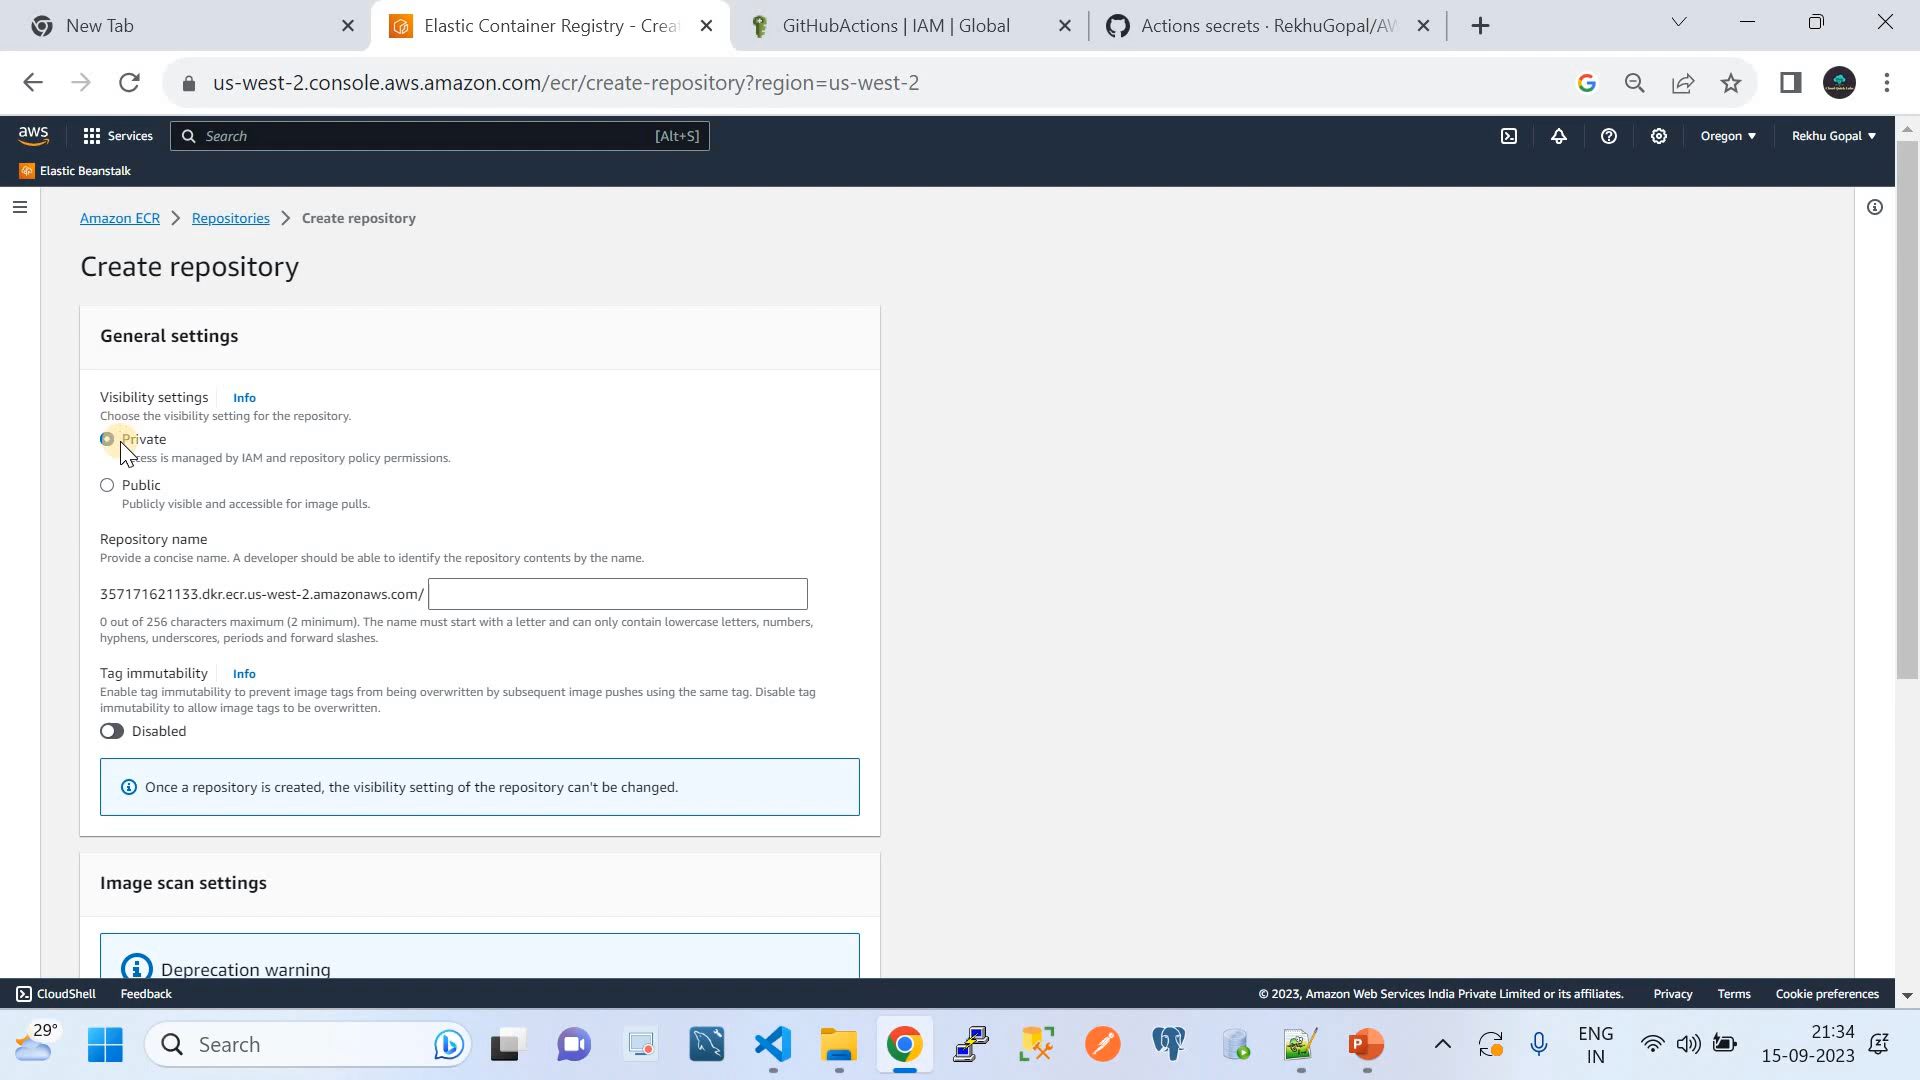 New Tab
Elastic Container Registry - Crea
GitHubActions | IAM | Global
Actions secrets · RekhuGopal/AW
us-west-2.console.aws.amazon.com/ecr/create-repository?region=us-west-2
aws
Services
Search
[Alt+S]
Oregon
Rekhu Gopal
Elastic Beanstalk
Amazon ECR
Repositories
Create repository
Create repository
General settings
Visibility settings
Info
Choose the visibility setting for the repository.
Private
cess is managed by IAM and repository policy permissions.
Public
Publicly visible and accessible for image pulls.
Repository name
Provide a concise name. A developer should be able to identify the repository contents by the name.
357171621133.dkr.ecr.us-west-2.amazonaws.com/
0 out of 256 characters maximum (2 minimum). The name must start with a letter and can only contain lowercase letters, numbers,
hyphens, underscores, periods and forward slashes.
Tag immutability
Info
Enable tag immutability to prevent image tags from being overwritten by subsequent image pushes using the same tag. Disable tag
immutability to allow image tags to be overwritten.
Disabled
Once a repository is created, the visibility setting of the repository can't be changed.
Image scan settings
Deprecation warning
CloudShell
Feedback
© 2023, Amazon Web Services India Private Limited or its affiliates.
Privacy
Terms
Cookie preferences
29°
Search
ENG
IN
21:34
15-09-2023